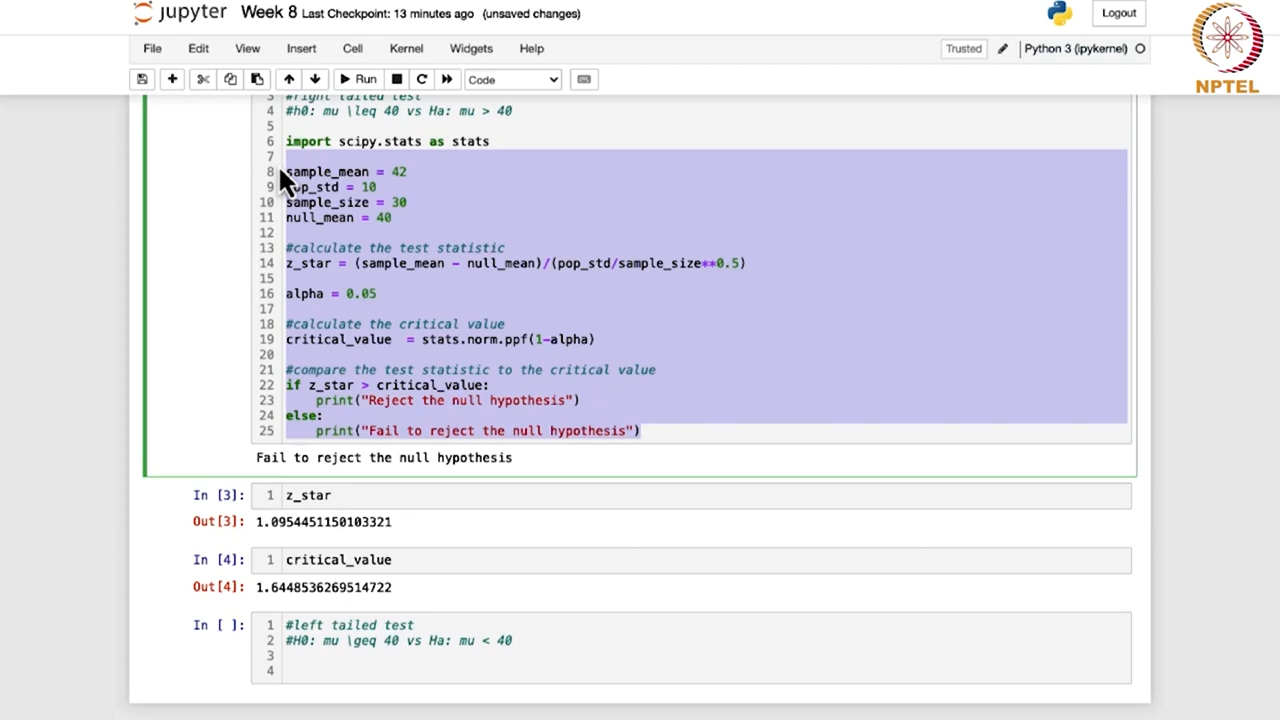 jupyter Week 8 Last Checkpoint: 13 minutes ago (unsaved changes)
Logout
NPTEL
File Edit View Insert Cell Kernel Widgets Help
Trusted Python 3 (ipykernel)
Run Code
3 #right tailed test
4 #h0: mu \leq 40 vs Ha: mu > 40
5
6 import scipy.stats as stats
7
8 sample_mean = 42
9 pop_std = 10
10 sample_size = 30
11 null_mean = 40
12
13 #calculate the test statistic
14 z_star = (sample_mean - null_mean)/(pop_std/sample_size**0.5)
15
16 alpha = 0.05
17
18 #calculate the critical value
19 critical_value  = stats.norm.ppf(1-alpha)
20
21 #compare the test statistic to the critical value
22 if z_star > critical_value:
23     print("Reject the null hypothesis")
24 else:
25     print("Fail to reject the null hypothesis")
Fail to reject the null hypothesis
In [3]: 1 z_star
Out[3]: 1.0954451150103321
In [4]: 1 critical_value
Out[4]: 1.6448536269514722
In [ ]: 1 #left tailed test
2 #H0: mu \geq 40 vs Ha: mu < 40
3
4